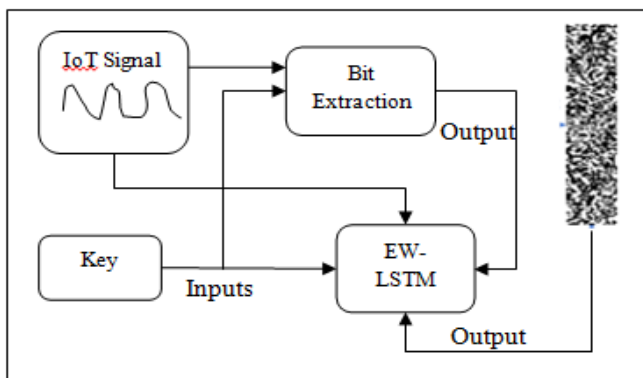 IoT Signal
Bit
Extraction
Output
Key
Inputs
EW-
LSTM
Output